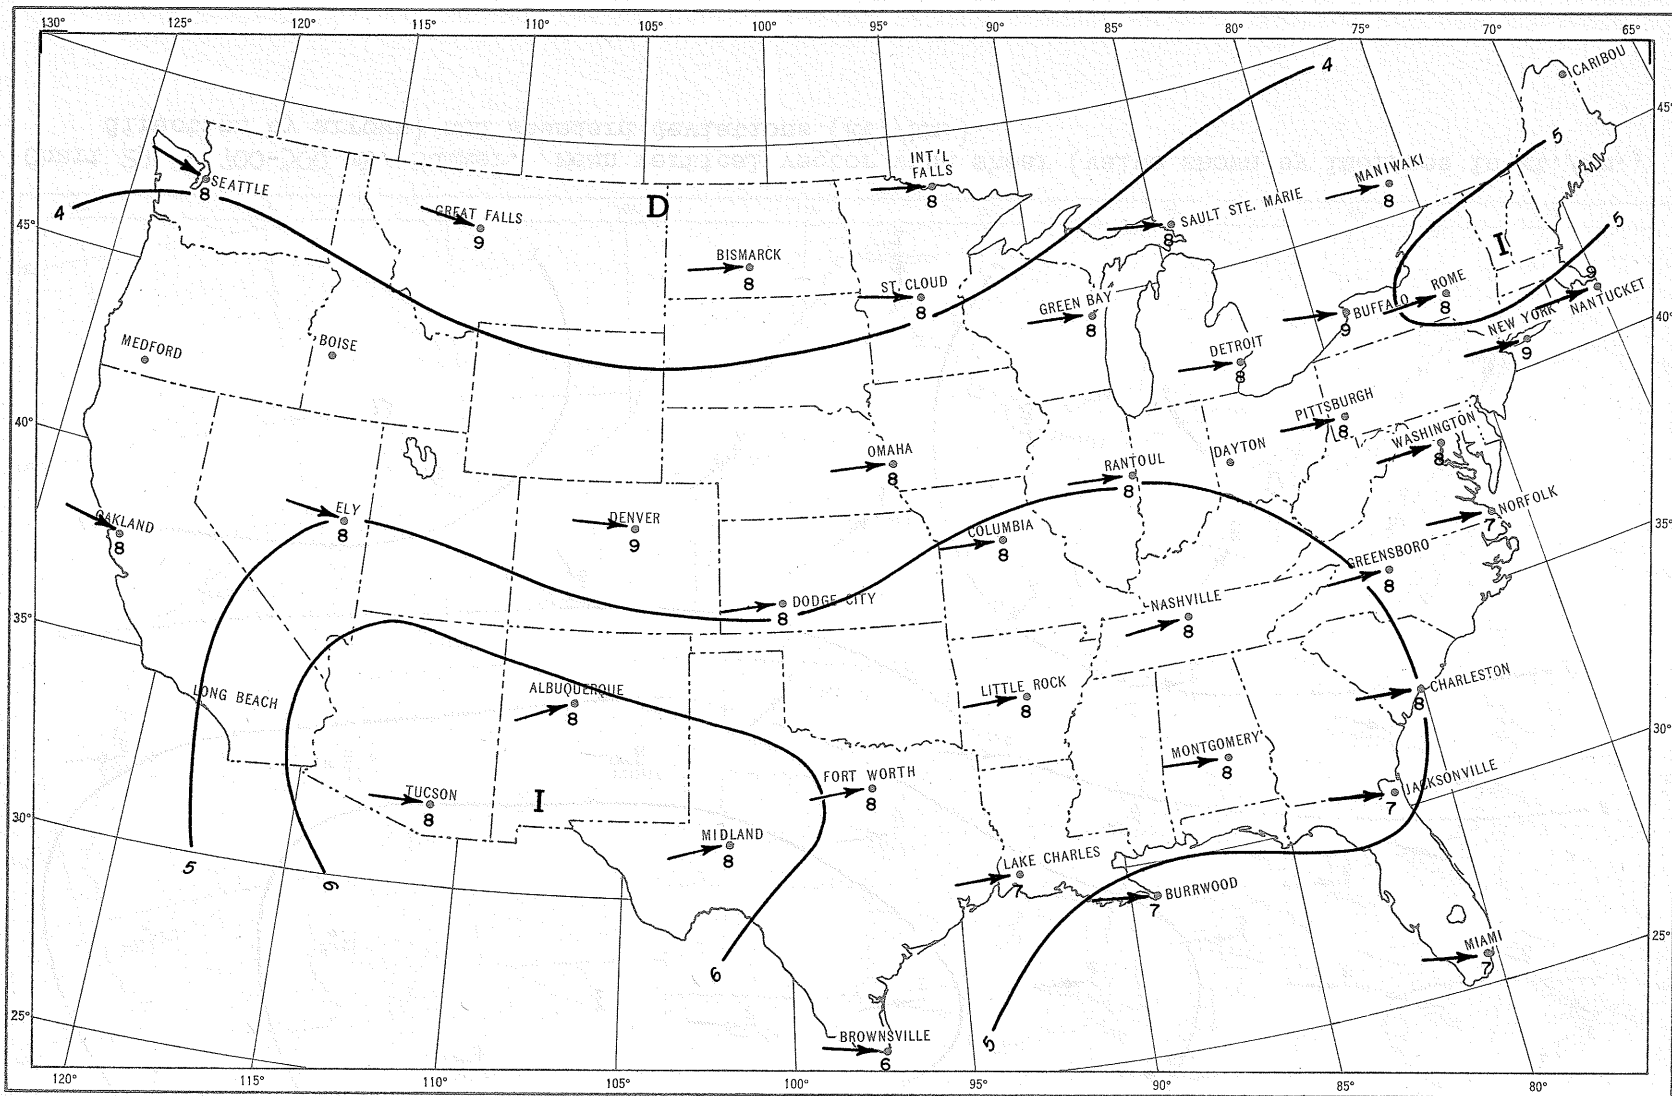 130° 125° 120° 115° 110° 105° 100° 95° 90° 85° 80° 75° 70° 65°
CARIBOU
4
5
45°
INT'L
FALLS
8
MANIWAKI
8
SEATTLE
8
4
D
GREAT FALLS
9
SAULT STE. MARIE
8
5
I
45°
BISMARCK
8
ST. CLOUD
8
GREEN BAY
8
BUFFALO
9
ROME
8
9
NANTUCKET
NEW YORK
9
40°
MEDFORD
BOISE
DETROIT
8
40°
PITTSBURGH
8
WASHINGTON
8
OMAHA
8
RANTOUL
8
DAYTON
NORFOLK
7
OAKLAND
8
ELY
8
DENVER
9
COLUMBIA
8
35°
GREENSBORO
8
DODGE CITY
8
NASHVILLE
8
35°
LONG BEACH
ALBUQUERQUE
8
LITTLE ROCK
8
CHARLESTON
8
30°
MONTGOMERY
8
TUCSON
8
I
FORT WORTH
8
JACKSONVILLE
7
30°
MIDLAND
8
LAKE CHARLES
7
BURRWOOD
7
5
6
MIAMI
7
25°
6
25°
BROWNSVILLE
6
5
120° 115° 110° 105° 100° 95° 90° 85° 80°